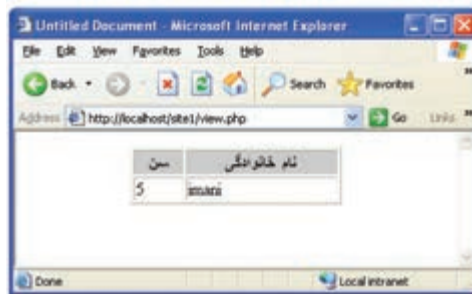 Untitled Document - Microsoft Internet Explorer
File Edit View Favorites Tools Help
Back Search Favorites
Address http://localhost/site1/view.php Go Links
نام خانوادگی سن
imani 5
Done Local intranet